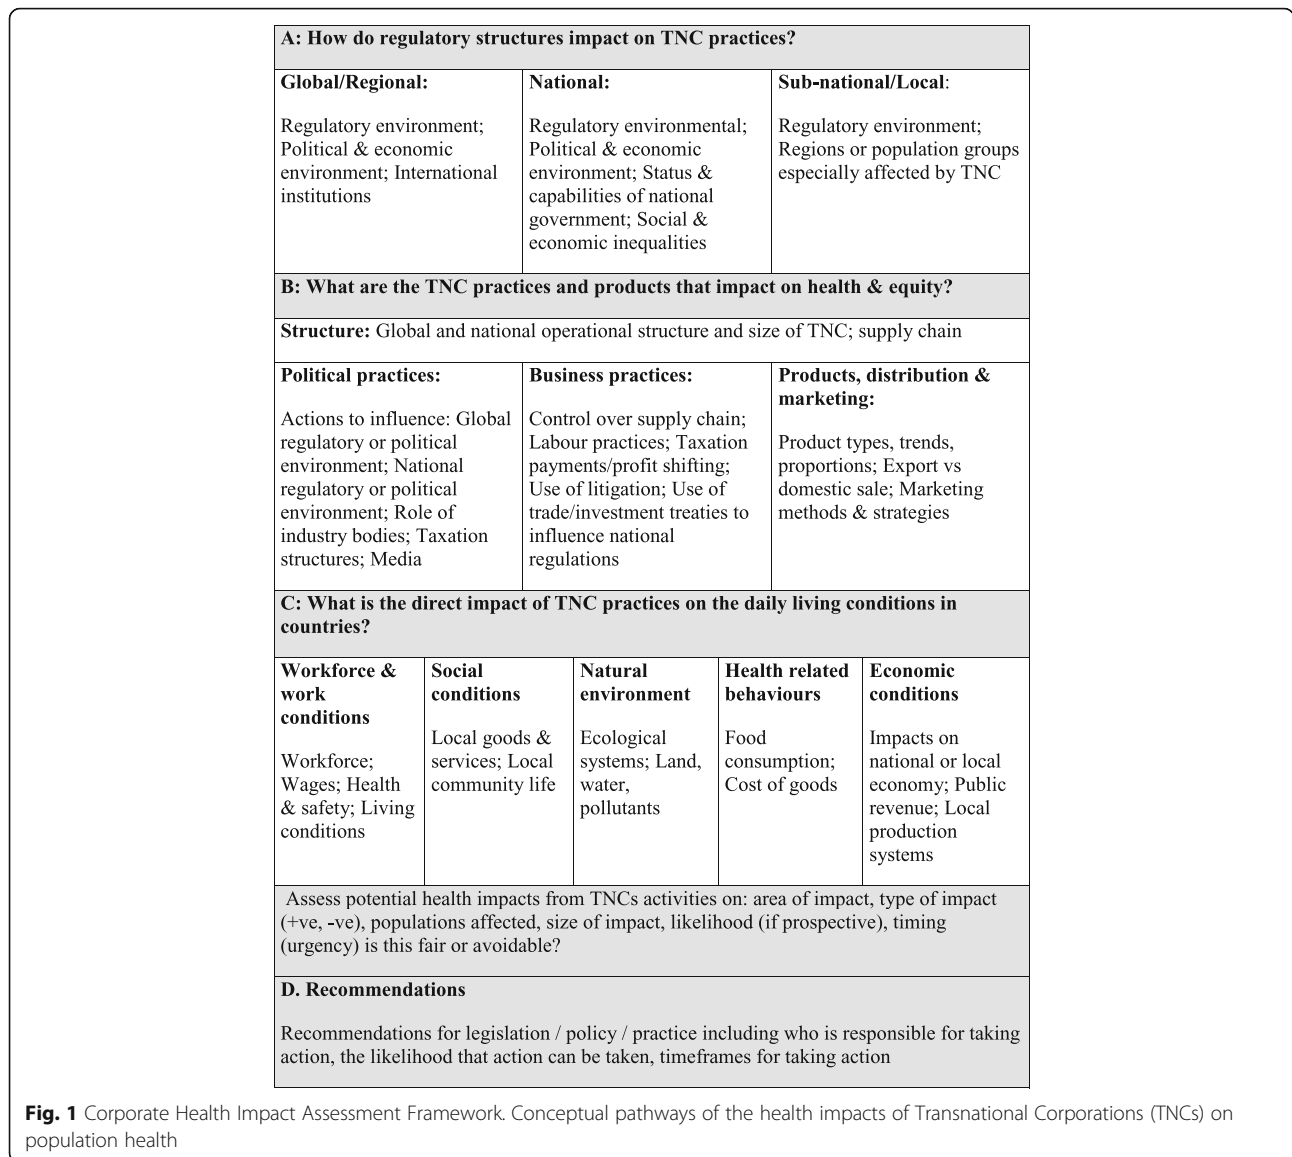 A: How do regulatory structures impact on TNC practices?
Global/Regional:
Regulatory environment;
Political & economic
environment; International
institutions
National:
Regulatory environmental;
Political & economic
environment; Status &
capabilities of national
government; Social &
economic inequalities
Sub-national/Local:
Regulatory environment;
Regions or population groups
especially affected by TNC
B: What are the TNC practices and products that impact on health & equity?
Structure: Global and national operational structure and size of TNC; supply chain
Political practices:
Actions to influence: Global
regulatory or political
environment; National
regulatory or political
environment; Role of
industry bodies; Taxation
structures; Media
Business practices:
Control over supply chain;
Labour practices; Taxation
payments/profit shifting;
Use of litigation; Use of
trade/investment treaties to
influence national
regulations
Products, distribution &
marketing:
Product types, trends,
proportions; Export vs
domestic sale; Marketing
methods & strategies
C: What is the direct impact of TNC practices on the daily living conditions in
countries?
Workforce &
work
conditions
Workforce;
Wages; Health
& safety; Living
conditions
Social
conditions
Local goods &
services; Local
community life
Natural
environment
Ecological
systems; Land,
water,
pollutants
Health related
behaviours
Food
consumption;
Cost of goods
Economic
conditions
Impacts on
national or local
economy; Public
revenue; Local
production
systems
Assess potential health impacts from TNCs activities on: area of impact, type of impact
(+ve, -ve), populations affected, size of impact, likelihood (if prospective), timing
(urgency) is this fair or avoidable?
D. Recommendations
Recommendations for legislation / policy / practice including who is responsible for taking
action, the likelihood that action can be taken, timeframes for taking action
Fig. 1 Corporate Health Impact Assessment Framework. Conceptual pathways of the health impacts of Transnational Corporations (TNCs) on
population health